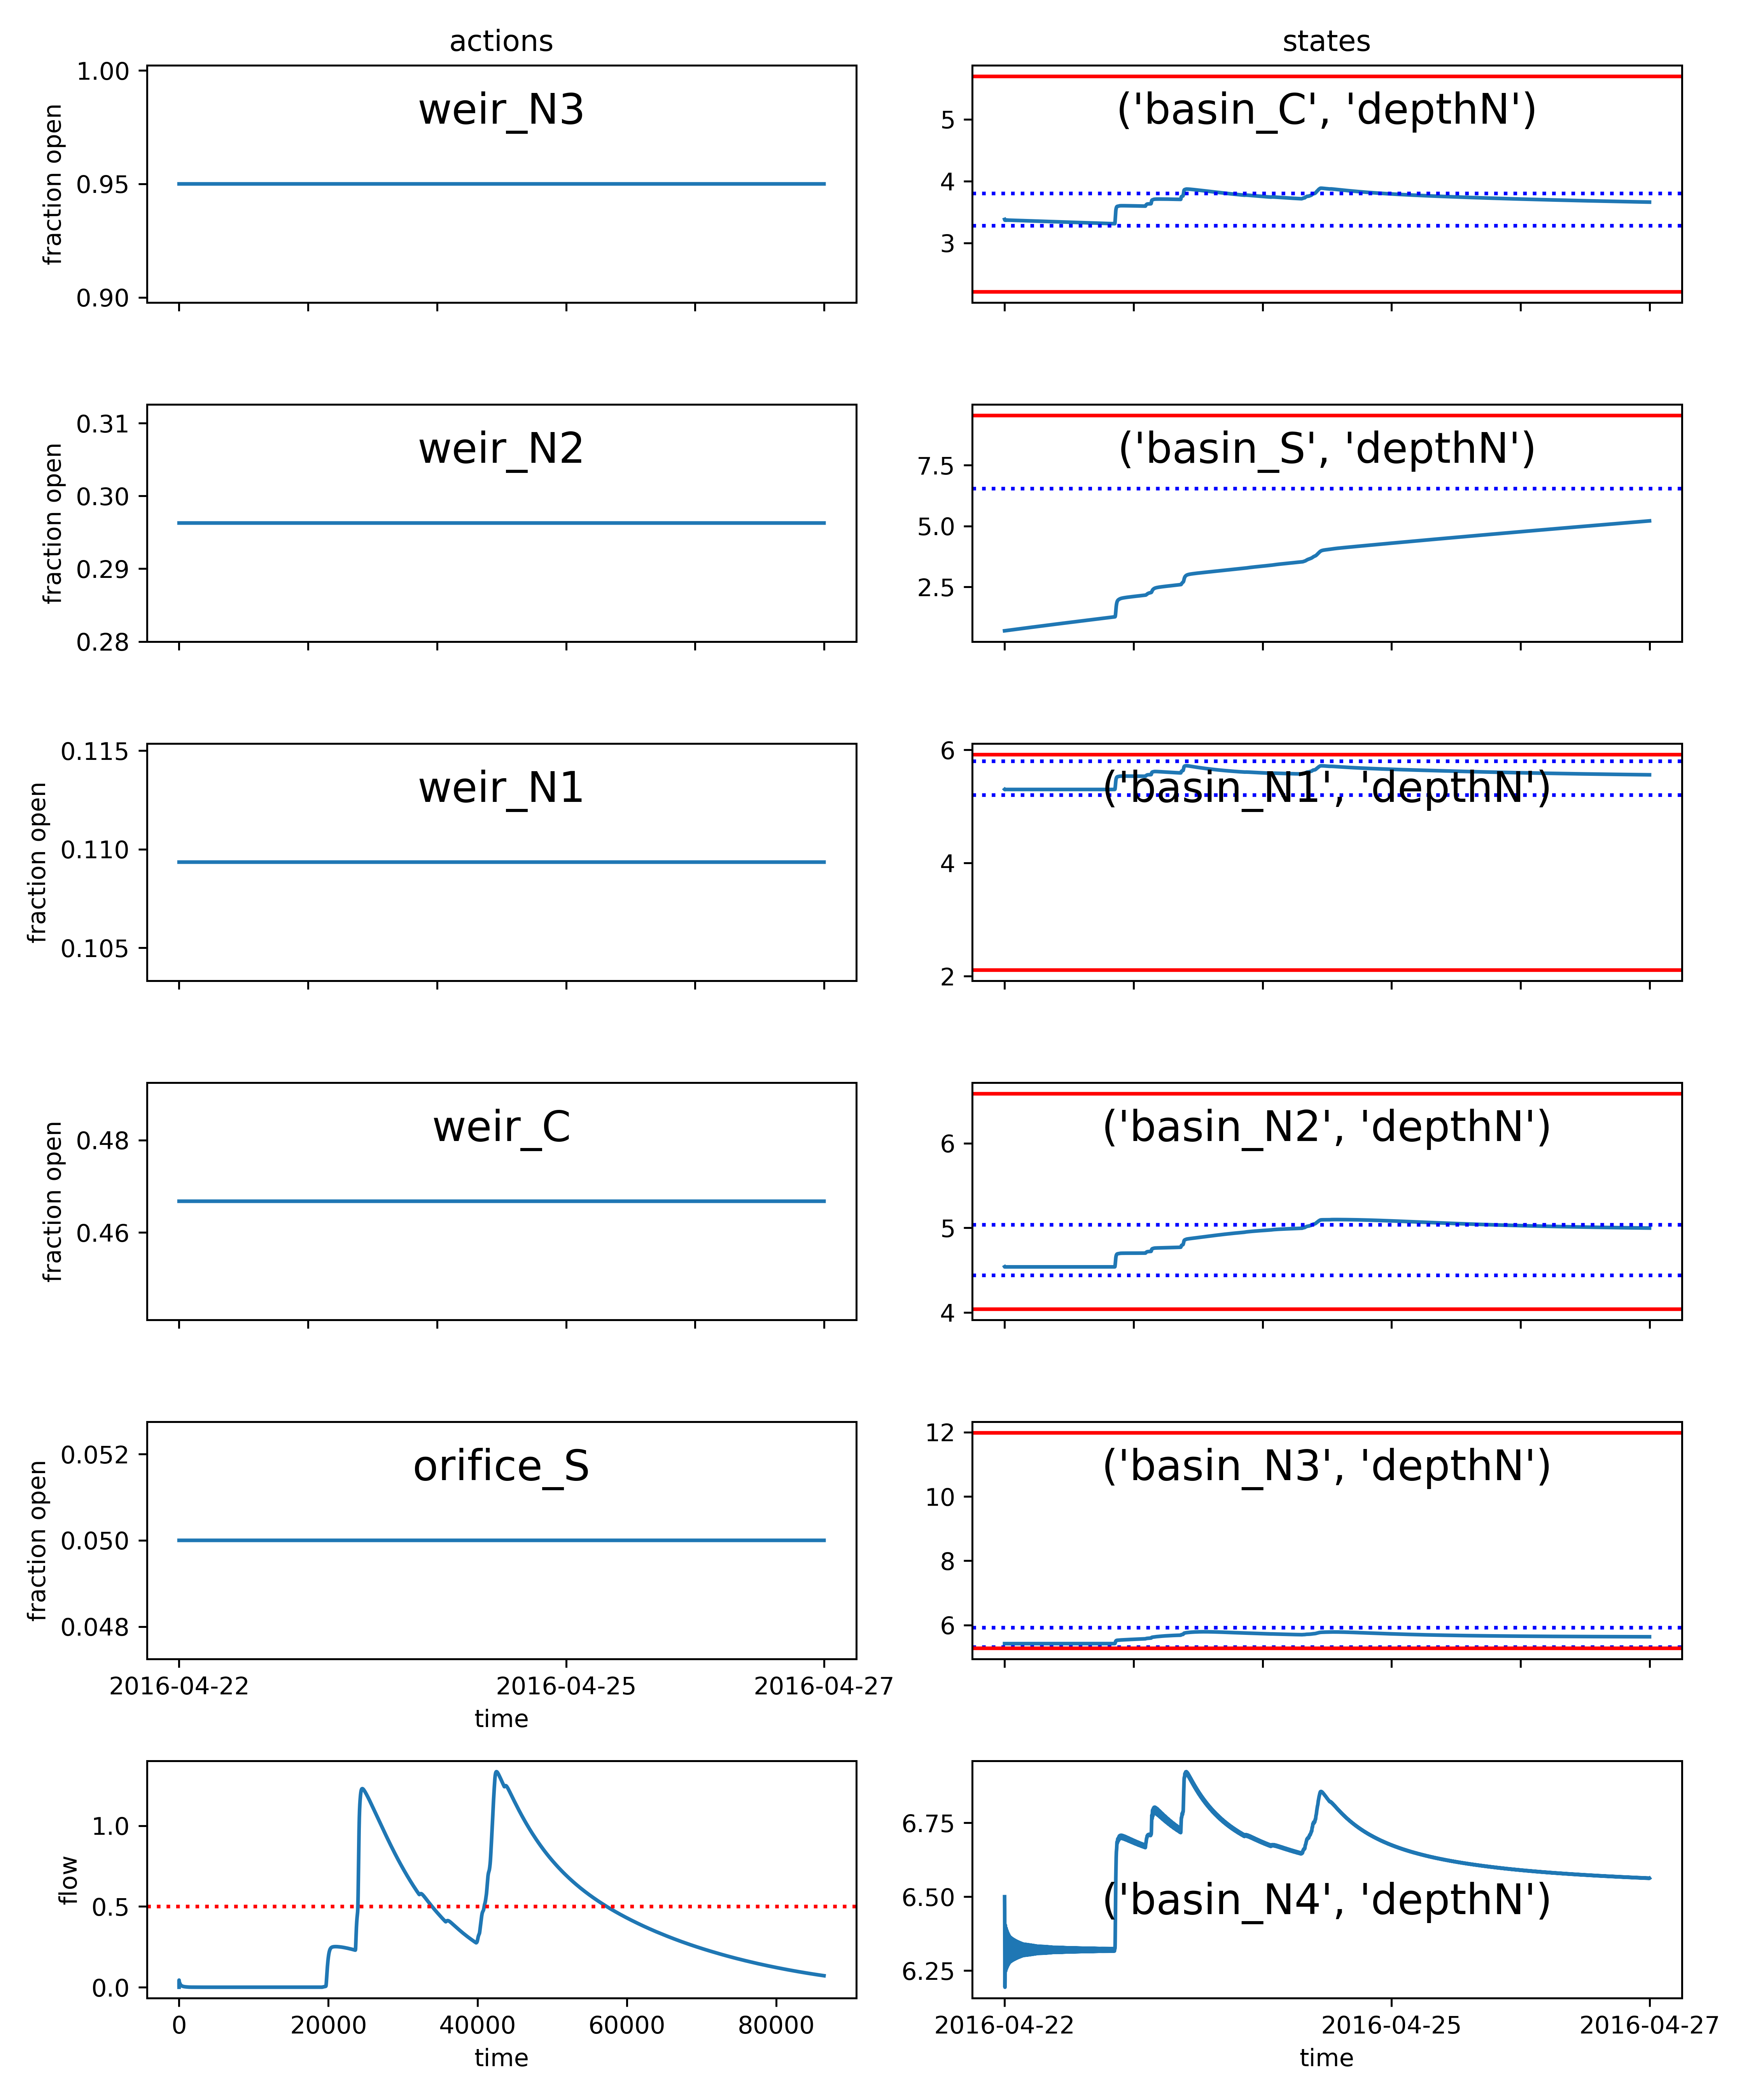 actions
states
fraction open
1.00
0.95
0.90
weir_N3
5
4
3
('basin_C', 'depthN')
fraction open
0.31
0.30
0.29
0.28
weir_N2
7.5
5.0
2.5
('basin_S', 'depthN')
fraction open
0.115
0.110
0.105
weir_N1
6
4
2
('basin_N1', 'depthN')
fraction open
0.48
0.46
weir_C
6
5
4
('basin_N2', 'depthN')
fraction open
0.052
0.050
0.048
orifice_S
2016-04-22 2016-04-25 2016-04-27
time
12
10
8
6
('basin_N3', 'depthN')
flow
1.0
0.5
0.0
0 20000 40000 60000 80000
time
6.75
6.50
6.25
('basin_N4', 'depthN')
2016-04-22 2016-04-25 2016-04-27
time